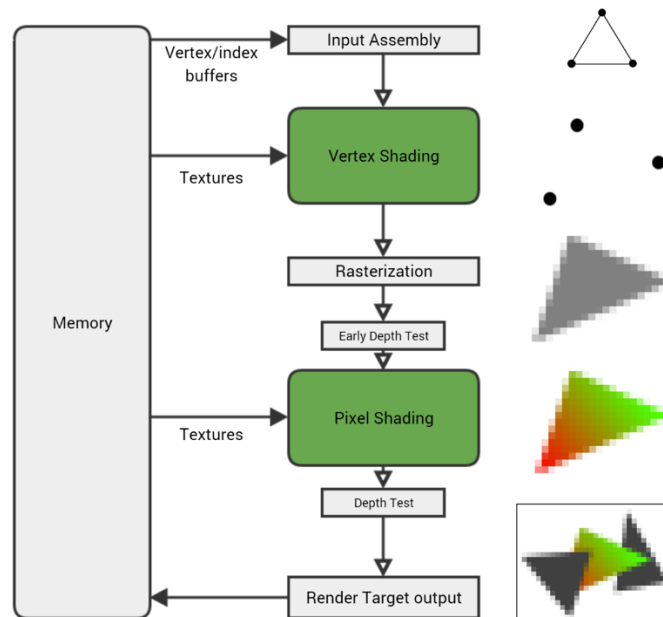 Input Assembly
Vertex/index
buffers
Vertex Shading
Textures
Rasterization
Memory
Early Depth Test
Pixel Shading
Textures
Depth Test
Render Target output